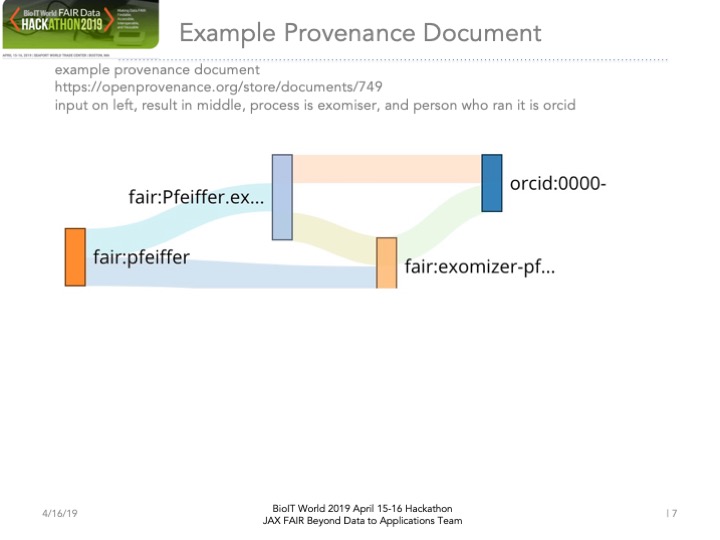 BioIT World FAIR Data
HACKATHON2019
Example Provenance Document
example provenance document
https://openprovenance.org/store/documents/749
input on left, result in middle, process is exomiser, and person who ran it is orcid
orcid:0000-
fair:Pfeiffer.ex...
fair:pfeiffer
fair:exomizer-pf...
4/16/19
BioIT World 2019 April 15-16 Hackathon
JAX FAIR Beyond Data to Applications Team
| 7